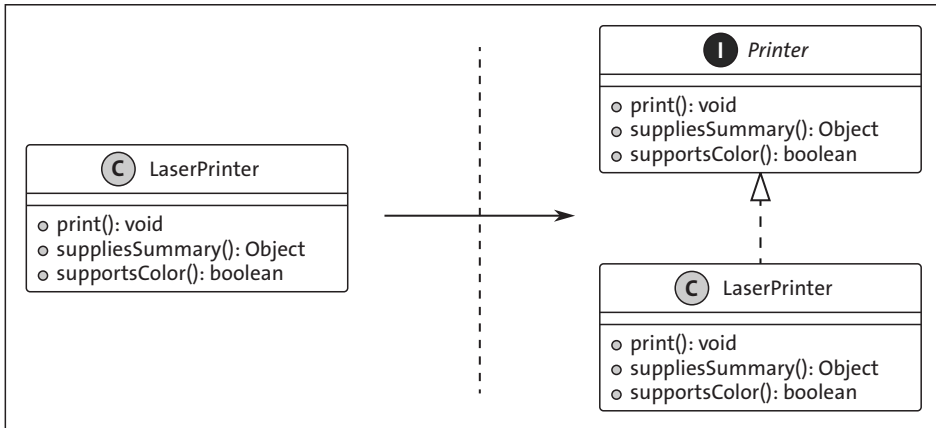 C LaserPrinter
print(): void
suppliesSummary(): Object
supportsColor(): boolean
I Printer
print(): void
suppliesSummary(): Object
supportsColor(): boolean
C LaserPrinter
print(): void
suppliesSummary(): Object
supportsColor(): boolean